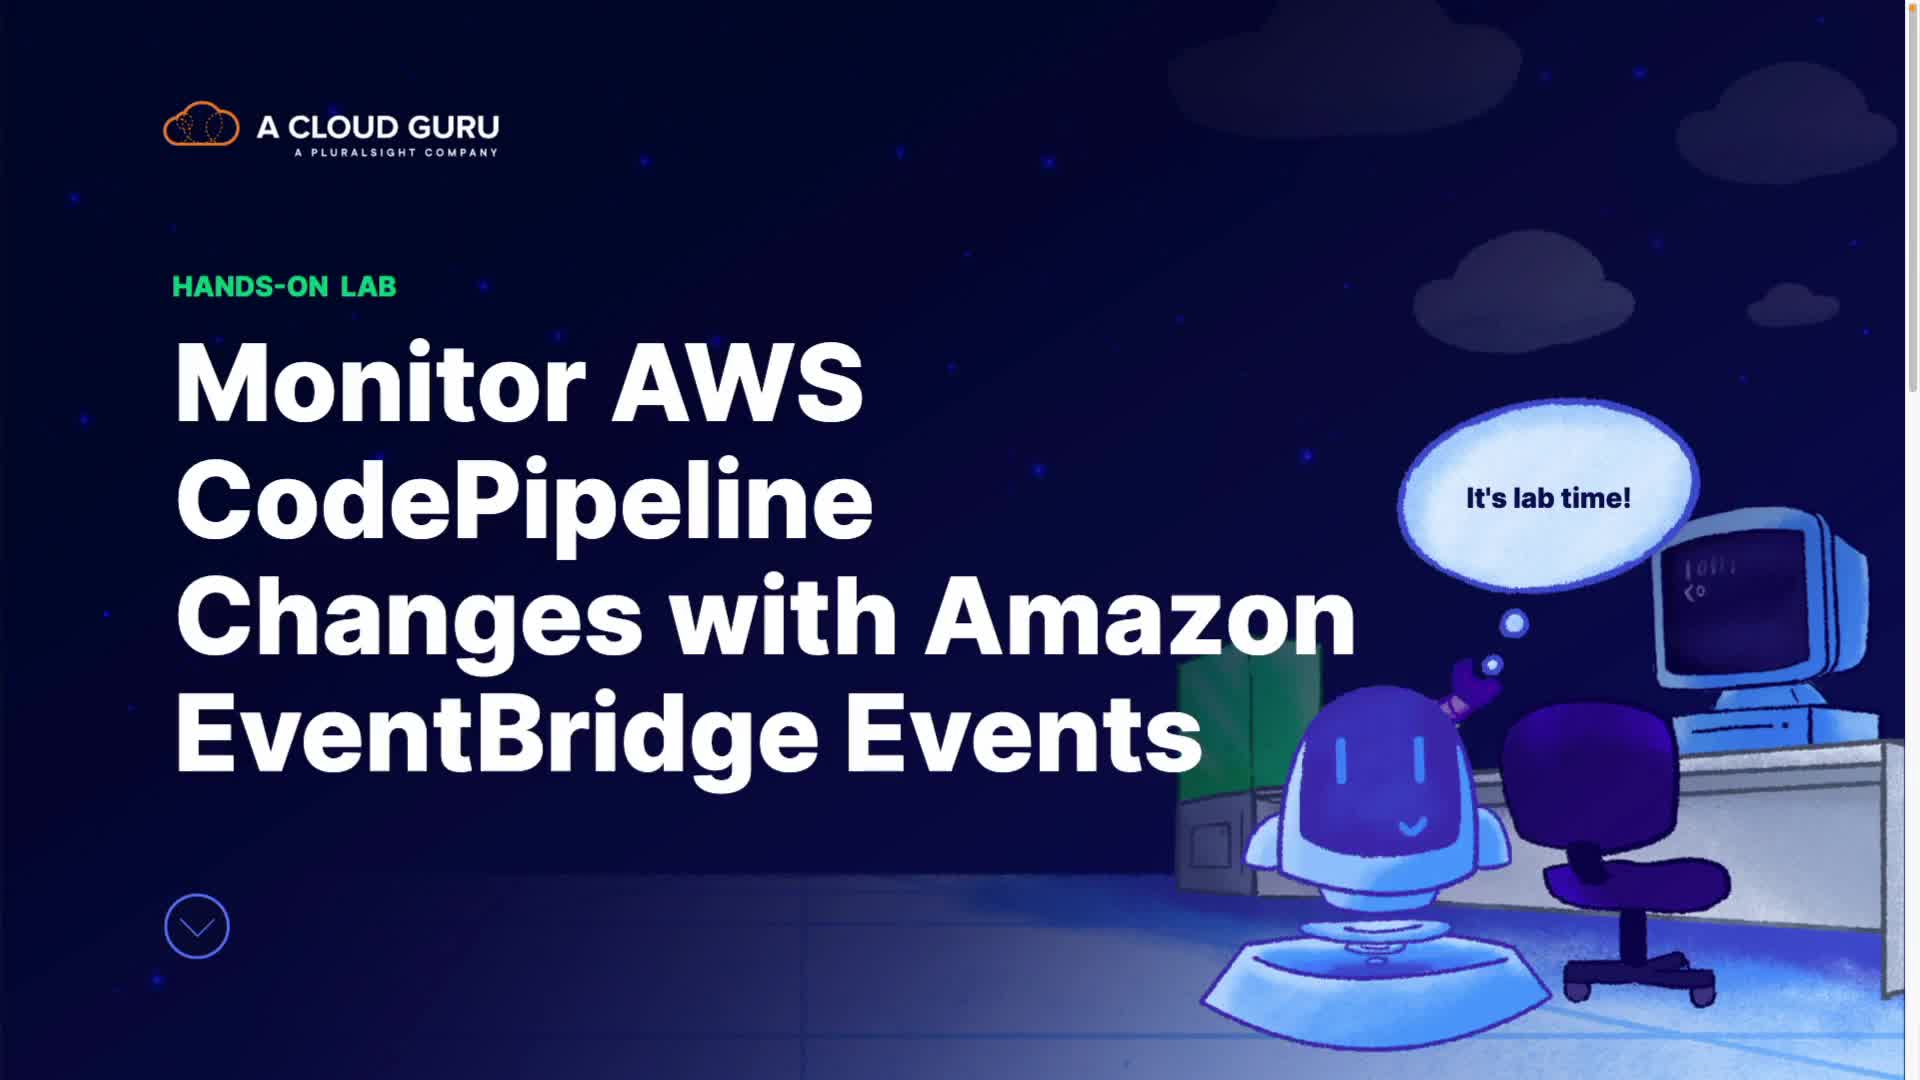 A CLOUD GURU
A PLURALSIGHT COMPANY
HANDS-ON LAB
Monitor AWS
CodePipeline
Changes with Amazon
EventBridge Events
It's lab time!